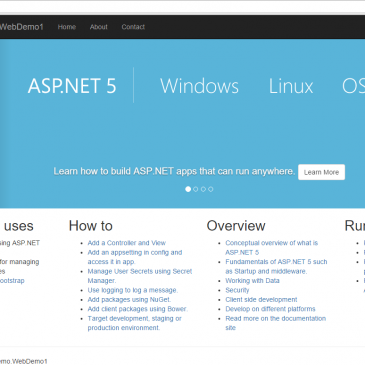 WebDemo1 Home About Contact
ASP.NET 5 Windows Linux OS
Learn how to build ASP.NET apps that can run anywhere. Learn More
uses
sing ASP.NET
for managing
es
ootstrap
How to
Add a Controller and View
Add an appsetting in config and
access it in app.
Manage User Secrets using Secret
Manager.
Use logging to log a message.
Add packages using NuGet.
Add client packages using Bower.
Target development, staging or
production environment.
Overview
Conceptual overview of what is
ASP.NET 5
Fundamentals of ASP.NET 5 such
as Startup and middleware.
Working with Data
Security
Client side development
Develop on different platforms
Read more on the documentation
site
Ru
emo.WebDemo1